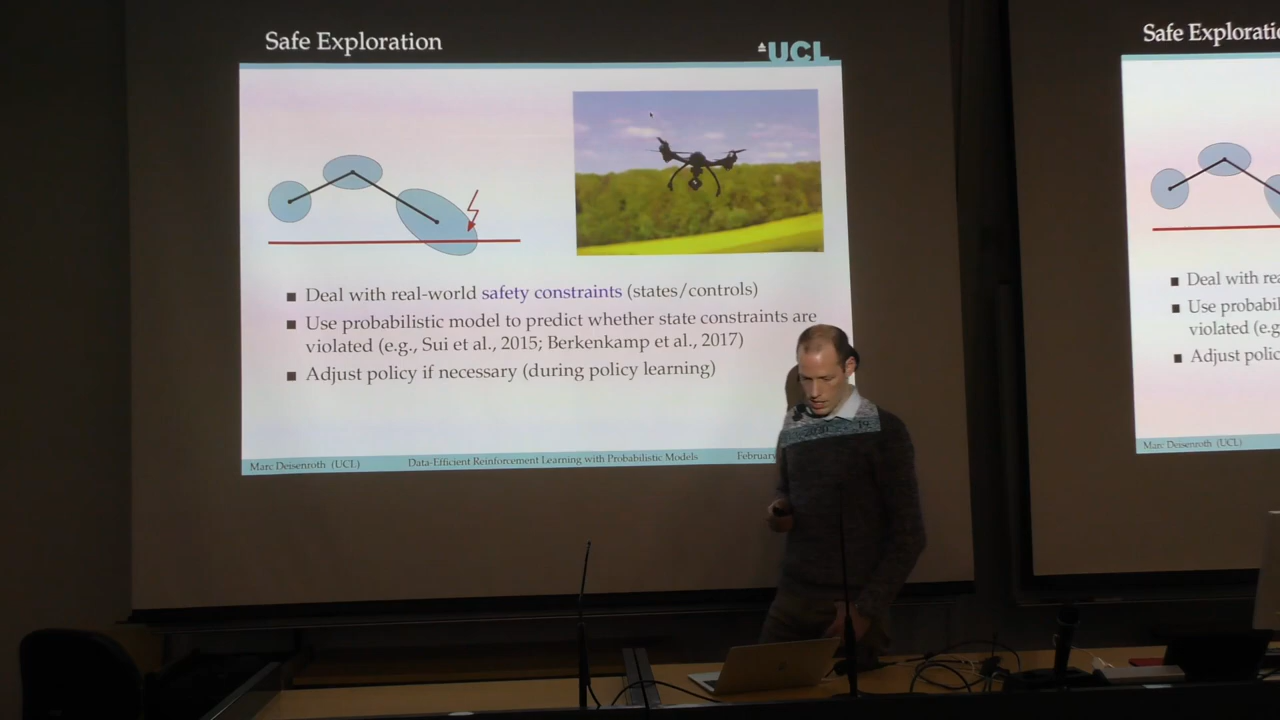 Safe Exploration
UCL
■ Deal with real-world safety constraints (states/controls)
■ Use probabilistic model to predict whether state constraints are
violated (e.g., Sui et al., 2015; Berkenkamp et al., 2017)
■ Adjust policy if necessary (during policy learning)
Marc Deisenroth (UCL) Data-Efficient Reinforcement Learning with Probabilistic Models February
Safe Exploratio
■ Deal with rea
■ Use probabil
violated (e.g.
■ Adjust polic
Marc Deisenroth (UCL)